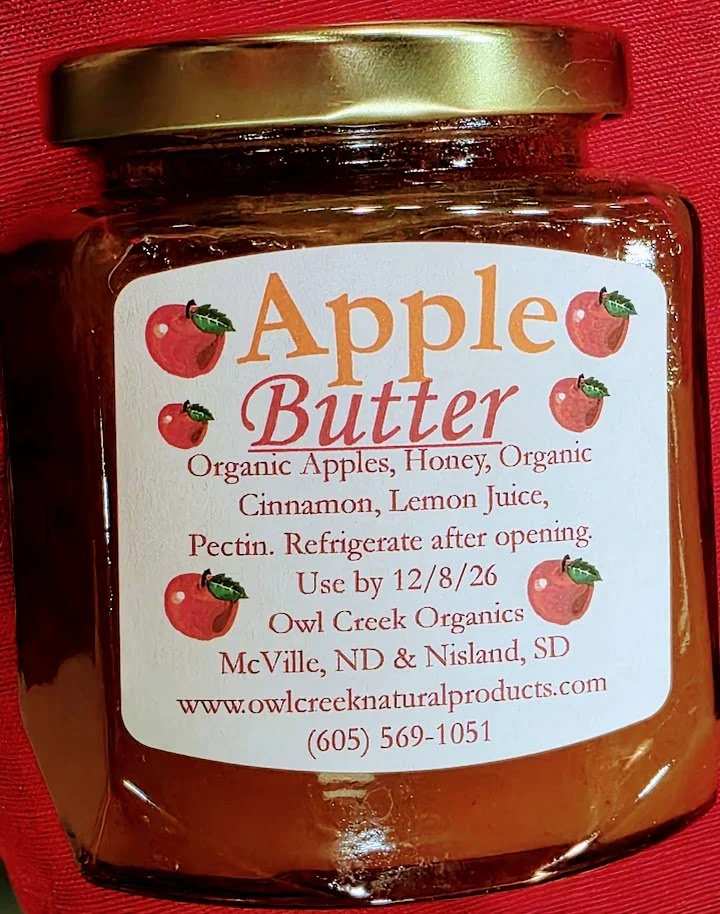 Apple
Butter
Organic Apples, Honey, Organic
Cinnamon, Lemon Juice,
Pectin. Refrigerate after opening.
Use by 12/8/26
Owl Creek Organics
McVille, ND & Nisland, SD
www.owlcreeknaturalproducts.com
(605) 569-1051